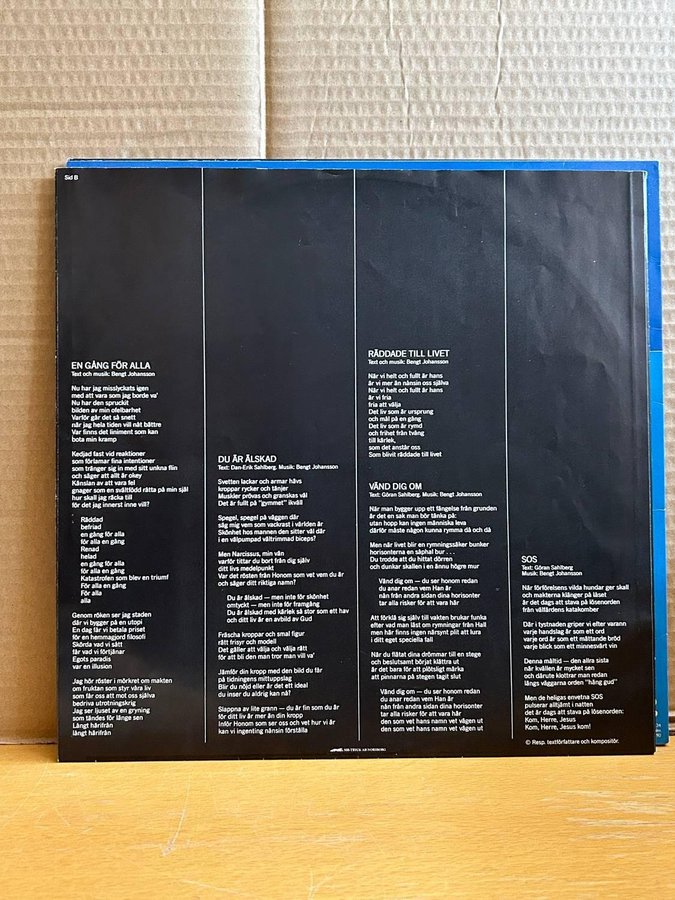 Sid B
EN GÅNG FÖR ALLA
Text och musik: Bengt Johansson
Nu har jag misslyckats igen
med att vara som jag borde va'
Nu har den spruckit
bilden av min ofelbarhet
Varför går det så snett
när jag hela tiden vill nåt bättre
Var finns det liniment som kan
bota min kramp
Kedjad fast vid reaktioner
som förlamar fina intentioner
som tränger sig in med sitt unkna flin
och säger att allt är okey
Känslan av att vara fel
gnager som en svältfödd råtta på min själ
hur skall jag räcka till
för det jag innerst inne vill?
Räddad
befriad
en gång för alla
för alla en gång
Renad
helad
en gång för alla
för alla en gång
Katastrofen som blev en triumf
För alla en gång
För alla
alla
Genom röken ser jag staden
där vi bygger på en utopi
En dag får vi betala priset
för en hemmagjord filosofi
Skörda vad vi sått
får vad vi förtjänar
Egots paradis
var en illusion
Jag hör röster i mörkret om makten
om fruktan som styr våra liv
som får oss att mot oss själva
bedriva utrotningskrig
Jag ser ljuset av en gryning
som tändes för länge sen
Långt härifrån
långt härifrån
DU ÄR ÄLSKAD
Text: Dan-Erik Sahlberg. Musik: Bengt Johansson
Svetten lackar och armar hävs
kroppar rycker och tänjer
Muskler prövas och granskas väl
Det är fullt på "gymmet" ikväll
Spegel, spegel på väggen där
säg mig vem som vackrast i världen är
Skönhet hos mannen den sitter väl där
i en vällpumpad vältrimmad biceps?
Men Narcissus, min vän
varför tittar du bort från dig själv
ditt livs medelpunkt
Var det rösten från Honom som vet vem du är
och säger ditt riktiga namn?
Du är älskad — men inte för skönhet
omtyckt — men inte för framgång
Du är älskad med kärlek så stor som ett hav
och ditt liv är en avbild av Gud
Fräscha kroppar och smal figur
rätt frisyr och modell
Det gäller att välja och välja rätt
för att bli den man tror man vill va'
Jämför din kropp med den bild du får
på tidningens mittuppslag
Blir du nöjd eller är det ett ideal
du inser du aldrig kan nå?
Slappna av lite grann — du är fin som du är
för ditt liv är mer än din kropp
Inför Honom som ser oss och vet hur vi är
kan vi ingenting nånsin förställa
RÄDDADE TILL LIVET
Text och musik: Bengt Johansson
När vi helt och fullt är hans
är vi mer än nånsin oss själva
När vi helt och fullt är hans
är vi fria
fria att välja
Det liv som är ursprung
och mål på en gång
Det liv som är rymd
och frihet från tvång
till kärlek,
som det anstår oss
Som blivit räddade till livet
VÄND DIG OM
Text: Göran Sahlberg. Musik: Bengt Johansson
När man bygger upp ett fängelse från grunden
är det en sak man bör tänka på:
utan hopp kan ingen människa leva
därför måste någon kunna rymma då och då
Men när livet blir en rymningssäker bunker
horisonterna en såphal bur . . .
Du trodde att du hittat dörren
och dunkar skallen i en ännu högre mur
Vänd dig om — du ser honom redan
du anar redan vem Han är
nån från andra sidan dina horisonter
tar alla risker för att vara här
Att förklä sig själv till vakten brukar funka
efter vad man läst om rymningar från Hall
men här finns ingen närsynt plit att lura
i ditt eget speciella fall
När du flätat dina drömmar till en stege
och beslutsamt börjat klättra ut
är det bara för att plötsligt märka
att pinnarna på stegen tagit slut
Vänd dig om — du ser honom redan
du anar redan vem Han är
nån från andra sidan dina horisonter
tar alla risker för att vara här
den som vet hans namn vet vägen ut
den som vet hans namn vet vägen ut
SOS
Text: Göran Sahlberg
Musik: Bengt Johansson
När förföljelsens vilda hundar ger skall
och makterna klänger på låset
är det dags att stava på lösenorden
från vällårdens katakomber
Där i tystnaden griper vi efter varann
varje handslag är som ett ord
varje ord är som ett mättande bröd
varje blick som ett minnesvärt vin
Denna måltid — den allra sista
när kvällen är mycket sen
och därute klottrar man redan
längs väggarna orden "häng gud"
Men de heligas envetna SOS
pulserar alltjämt i natten
det är dags att stava på lösenorden:
Kom, Herre, Jesus
Kom, Herre, Jesus kom!
© Resp. textförfattare och kompositör.